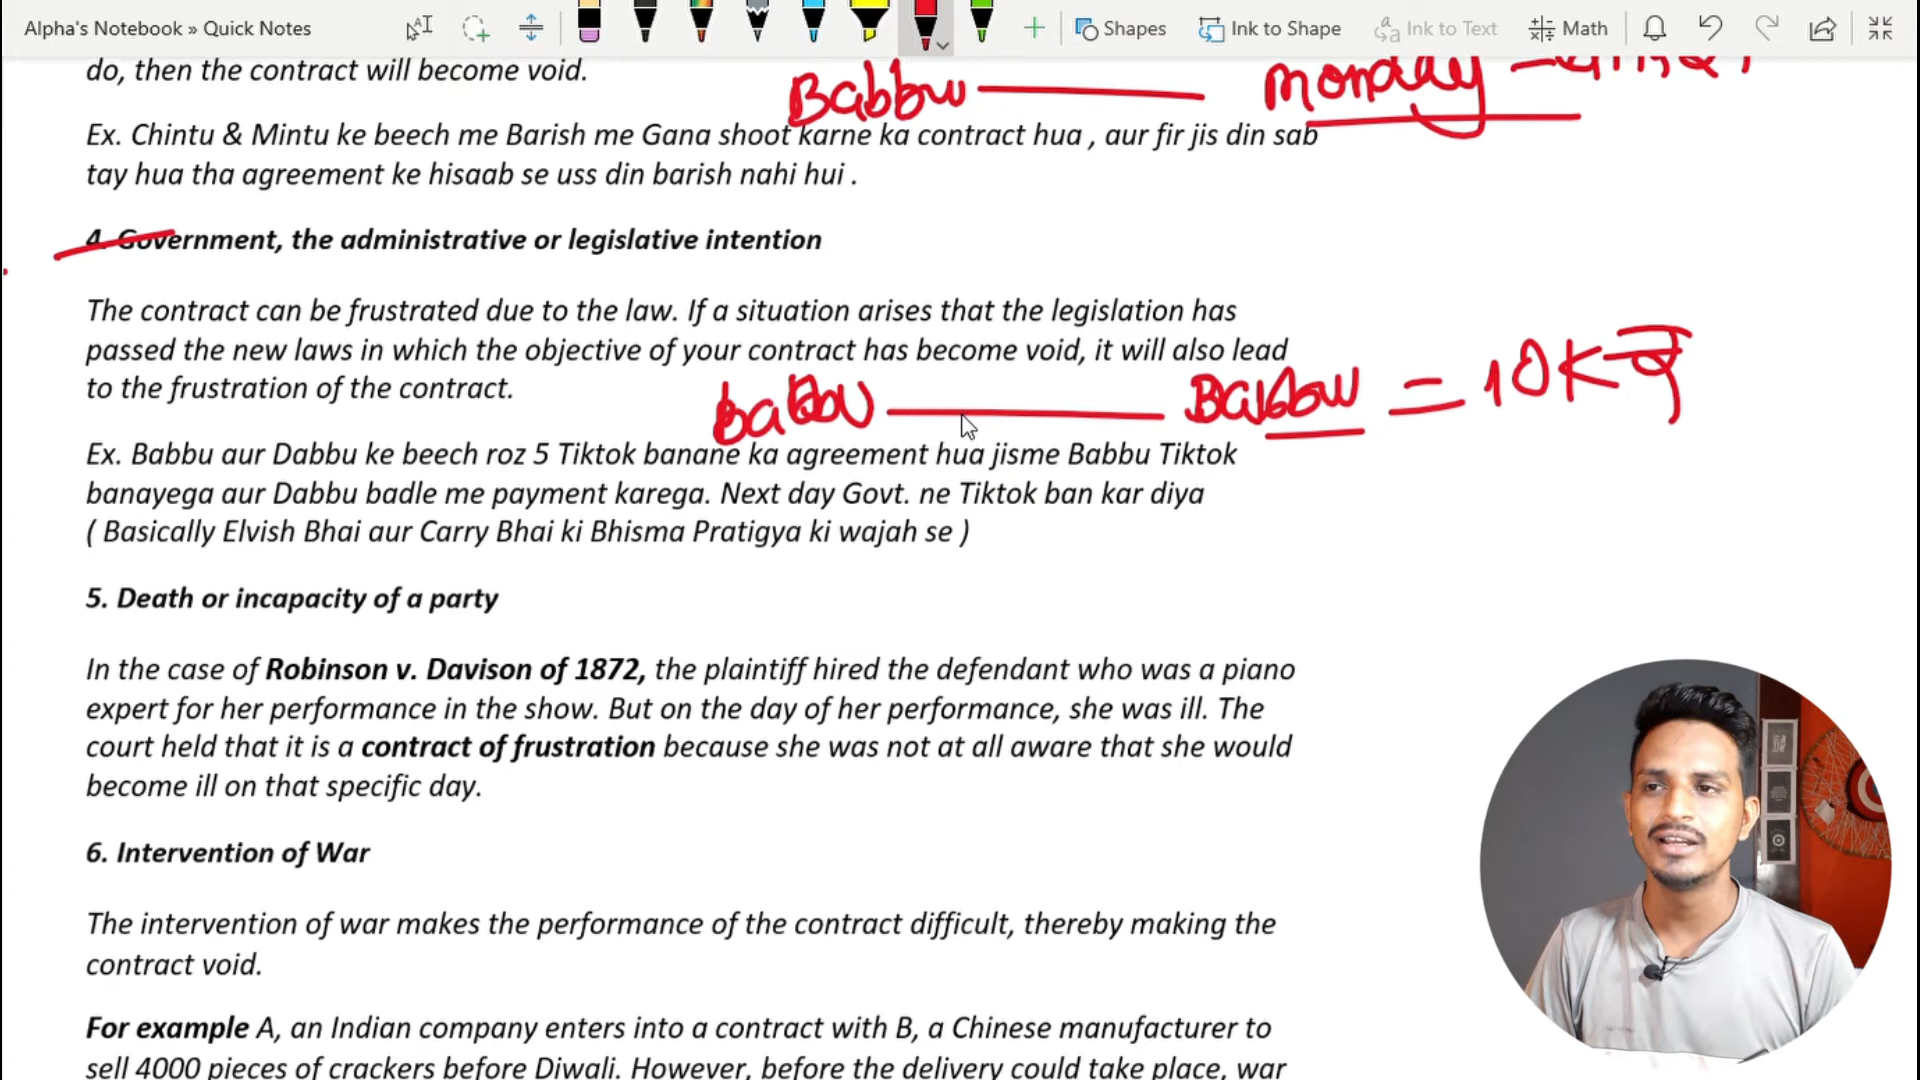 Alpha's Notebook » Quick Notes
Shapes
Ink to Shape
Ink to Text
Math
do, then the contract will become void.
Babbu
Monday
Ex. Chintu & Mintu ke beech me Barish me Gana shoot karne ka contract hua , aur fir jis din sab
tay hua tha agreement ke hisaab se uss din barish nahi hui .
4. Government, the administrative or legislative intention
The contract can be frustrated due to the law. If a situation arises that the legislation has
passed the new laws in which the objective of your contract has become void, it will also lead
to the frustration of the contract.
Babbu Babbu = 10K ₹
Ex. Babbu aur Dabbu ke beech roz 5 Tiktok banane ka agreement hua jisme Babbu Tiktok
banayega aur Dabbu badle me payment karega. Next day Govt. ne Tiktok ban kar diya
( Basically Elvish Bhai aur Carry Bhai ki Bhisma Pratigya ki wajah se )
5. Death or incapacity of a party
In the case of Robinson v. Davison of 1872, the plaintiff hired the defendant who was a piano
expert for her performance in the show. But on the day of her performance, she was ill. The
court held that it is a contract of frustration because she was not at all aware that she would
become ill on that specific day.
6. Intervention of War
The intervention of war makes the performance of the contract difficult, thereby making the
contract void.
For example A, an Indian company enters into a contract with B, a Chinese manufacturer to
sell 4000 pieces of crackers before Diwali. However, before the delivery could take place, war